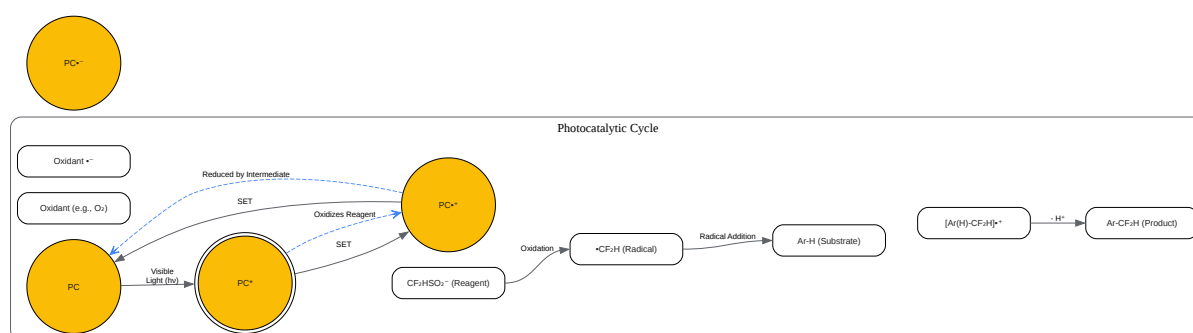 PC•⁻
Photocatalytic Cycle
Oxidant •⁻
Reduced by Intermediate
Oxidant (e.g., O₂)
SET
PC•⁺
Oxidizes Reagent
[Ar(H)-CF₂H]•⁺
- H⁺
Ar-CF₂H (Product)
SET
Oxidation
•CF₂H (Radical)
Radical Addition
Ar-H (Substrate)
PC
Visible
Light (hν)
PC*
CF₂HSO₂⁻ (Reagent)